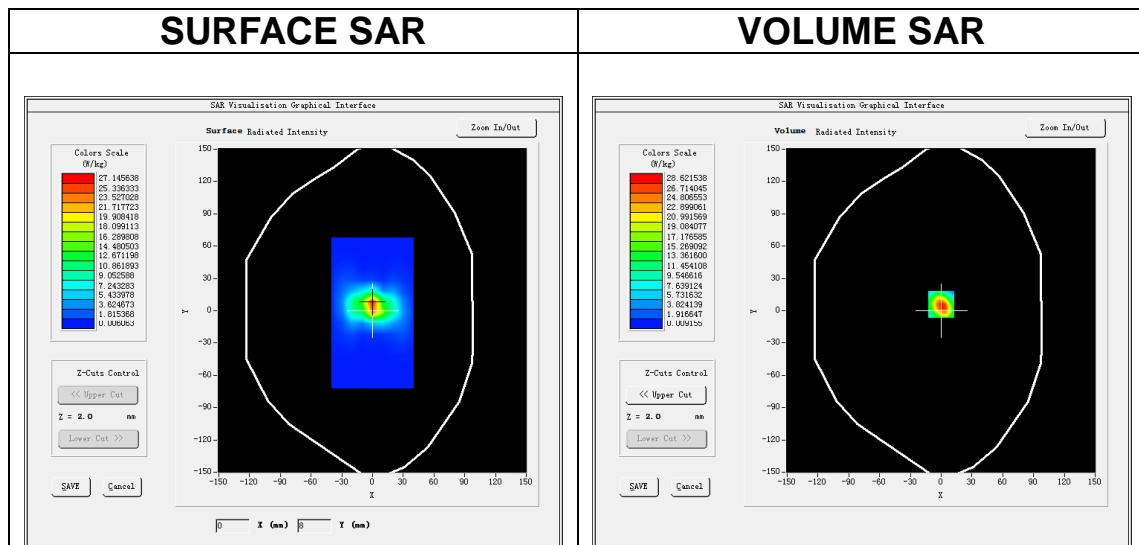 SURFACE SAR
SAR Visualisation Graphical Interface
Surface Radiated Intensity
Zoom In/Out
Colors Scale
(W/kg)
27.145638
25.336333
23.527028
21.717723
19.908418
18.099113
16.289808
14.480503
12.671198
10.861893
9.052588
7.243283
5.433978
3.624673
1.815368
0.006063
150
120
90
60
30
0
-30
-60
-90
-120
-150
Y
-150 -120 -90 -60 -30 0 30 60 90 120 150
X
Z-Cuts Control
<< Upper Cut
Z = 2.0 mm
Lower Cut >>
SAVE Cancel
0 X (mm) 8 Y (mm)
VOLUME SAR
SAR Visualisation Graphical Interface
Volume Radiated Intensity
Zoom In/Out
Colors Scale
(W/kg)
28.621538
26.714045
24.806553
22.899061
20.991569
19.084077
17.176585
15.269092
13.361600
11.454108
9.546616
7.639124
5.731632
3.824139
1.916647
0.009155
150
120
90
60
30
0
-30
-60
-90
-120
-150
Y
-150 -120 -90 -60 -30 0 30 60 90 120 150
X
Z-Cuts Control
<< Upper Cut
Z = 2.0 mm
Lower Cut >>
SAVE Cancel